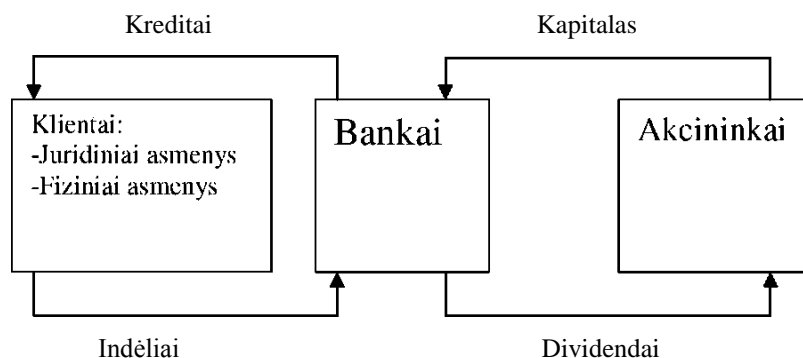 Kreditai
Kapitalas
Klientai:
-Juridiniai asmenys
-Fiziniai asmenys
Bankai
Akcininkai
Indėliai
Dividendai